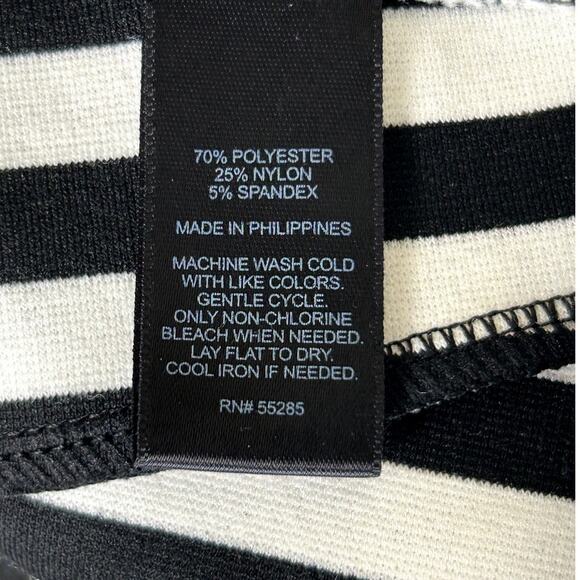 70% POLYESTER
25% NYLON
5% SPANDEX
MADE IN PHILIPPINES
MACHINE WASH COLD
WITH LIKE COLORS.
GENTLE CYCLE.
ONLY NON-CHLORINE
BLEACH WHEN NEEDED.
LAY FLAT TO DRY.
COOL IRON IF NEEDED.
RN# 55285